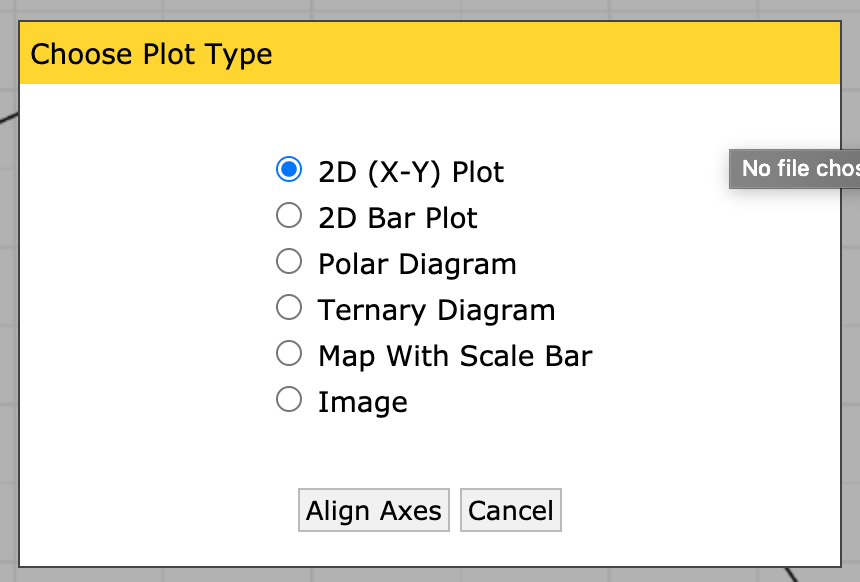 Choose Plot Type
No file
2D (X-Y) Plot
2D Bar Plot
Polar Diagram
Ternary Diagram
Map With Scale Bar
Image
Align Axes
Cancel